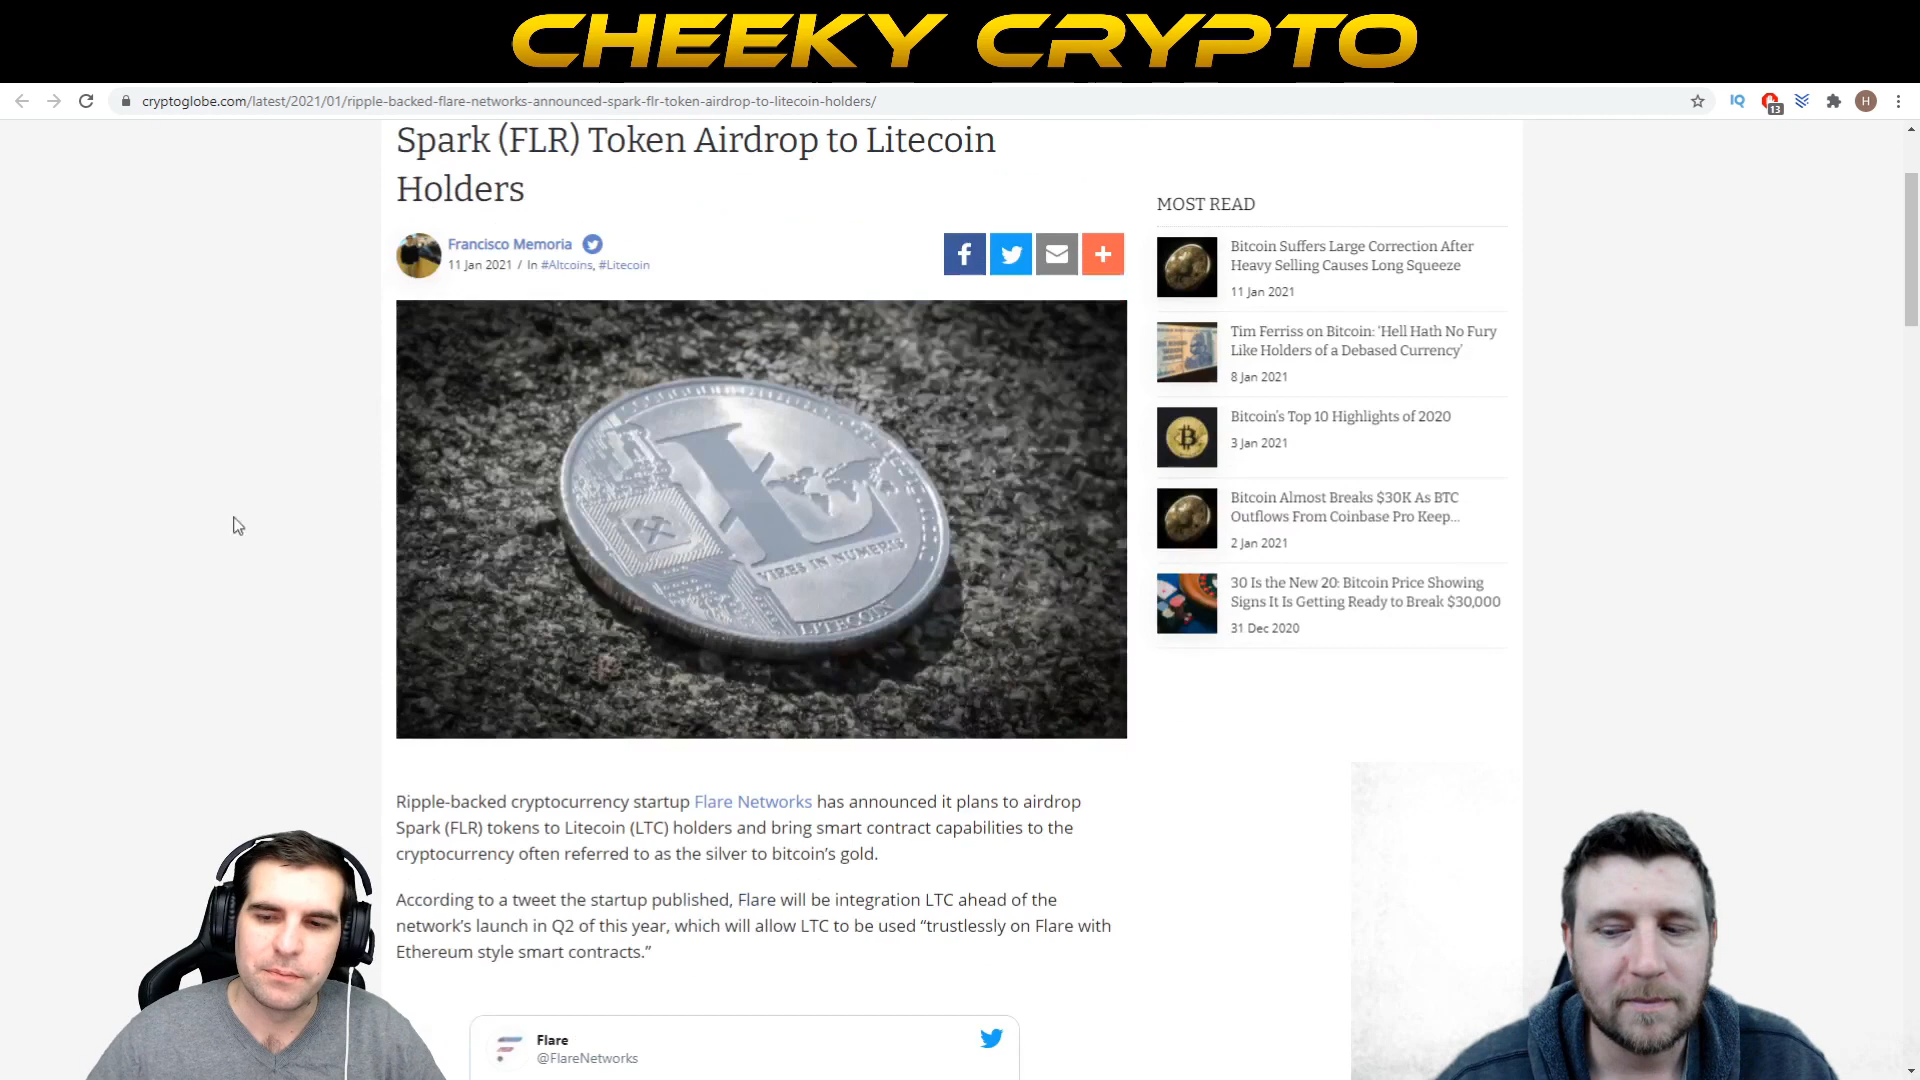 CHEEKY CRYPTO
cryptoglobe.com/latest/2021/01/ripple-backed-flare-networks-announced-spark-flr-token-airdrop-to-litecoin-holders/
IQ
13
H
Spark (FLR) Token Airdrop to Litecoin
Holders
Francisco Memoria
11 Jan 2021 / In #Altcoins, #Litecoin
VIRES IN NUMERIS
LITECOIN
Ripple-backed cryptocurrency startup Flare Networks has announced it plans to airdrop
Spark (FLR) tokens to Litecoin (LTC) holders and bring smart contract capabilities to the
cryptocurrency often referred to as the silver to bitcoin’s gold.
According to a tweet the startup published, Flare will be integration LTC ahead of the
network’s launch in Q2 of this year, which will allow LTC to be used “trustlessly on Flare with
Ethereum style smart contracts.”
Flare
@FlareNetworks
MOST READ
Bitcoin Suffers Large Correction After
Heavy Selling Causes Long Squeeze
11 Jan 2021
Tim Ferriss on Bitcoin: ‘Hell Hath No Fury
Like Holders of a Debased Currency’
8 Jan 2021
Bitcoin’s Top 10 Highlights of 2020
3 Jan 2021
Bitcoin Almost Breaks $30K As BTC
Outflows From Coinbase Pro Keep...
2 Jan 2021
30 Is the New 20: Bitcoin Price Showing
Signs It Is Getting Ready to Break $30,000
31 Dec 2020